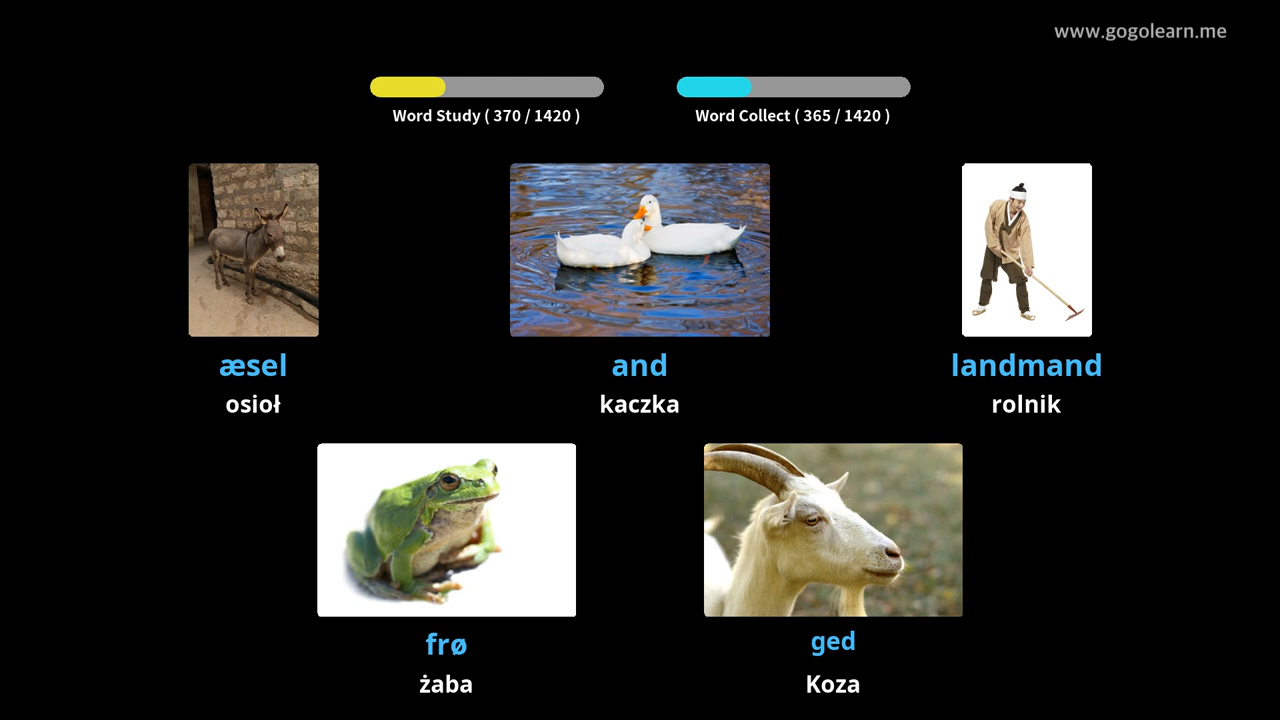 www.gogolearn.me
Word Study ( 370 / 1420 )
Word Collect ( 365 / 1420 )
æsel
and
landmand
osioł
kaczka
rolnik
frø
ged
żaba
Koza